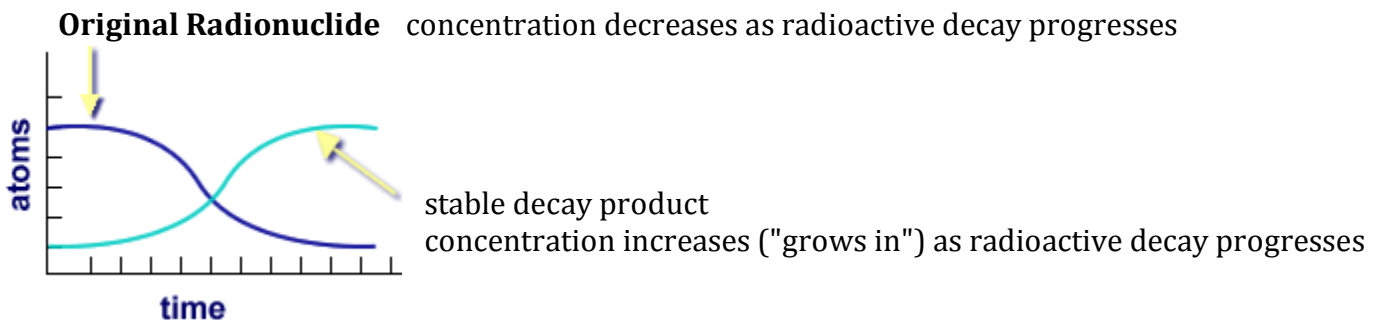 Original Radionuclide concentration decreases as radioactive decay progresses
atoms
stable decay product
concentration increases ("grows in") as radioactive decay progresses
time